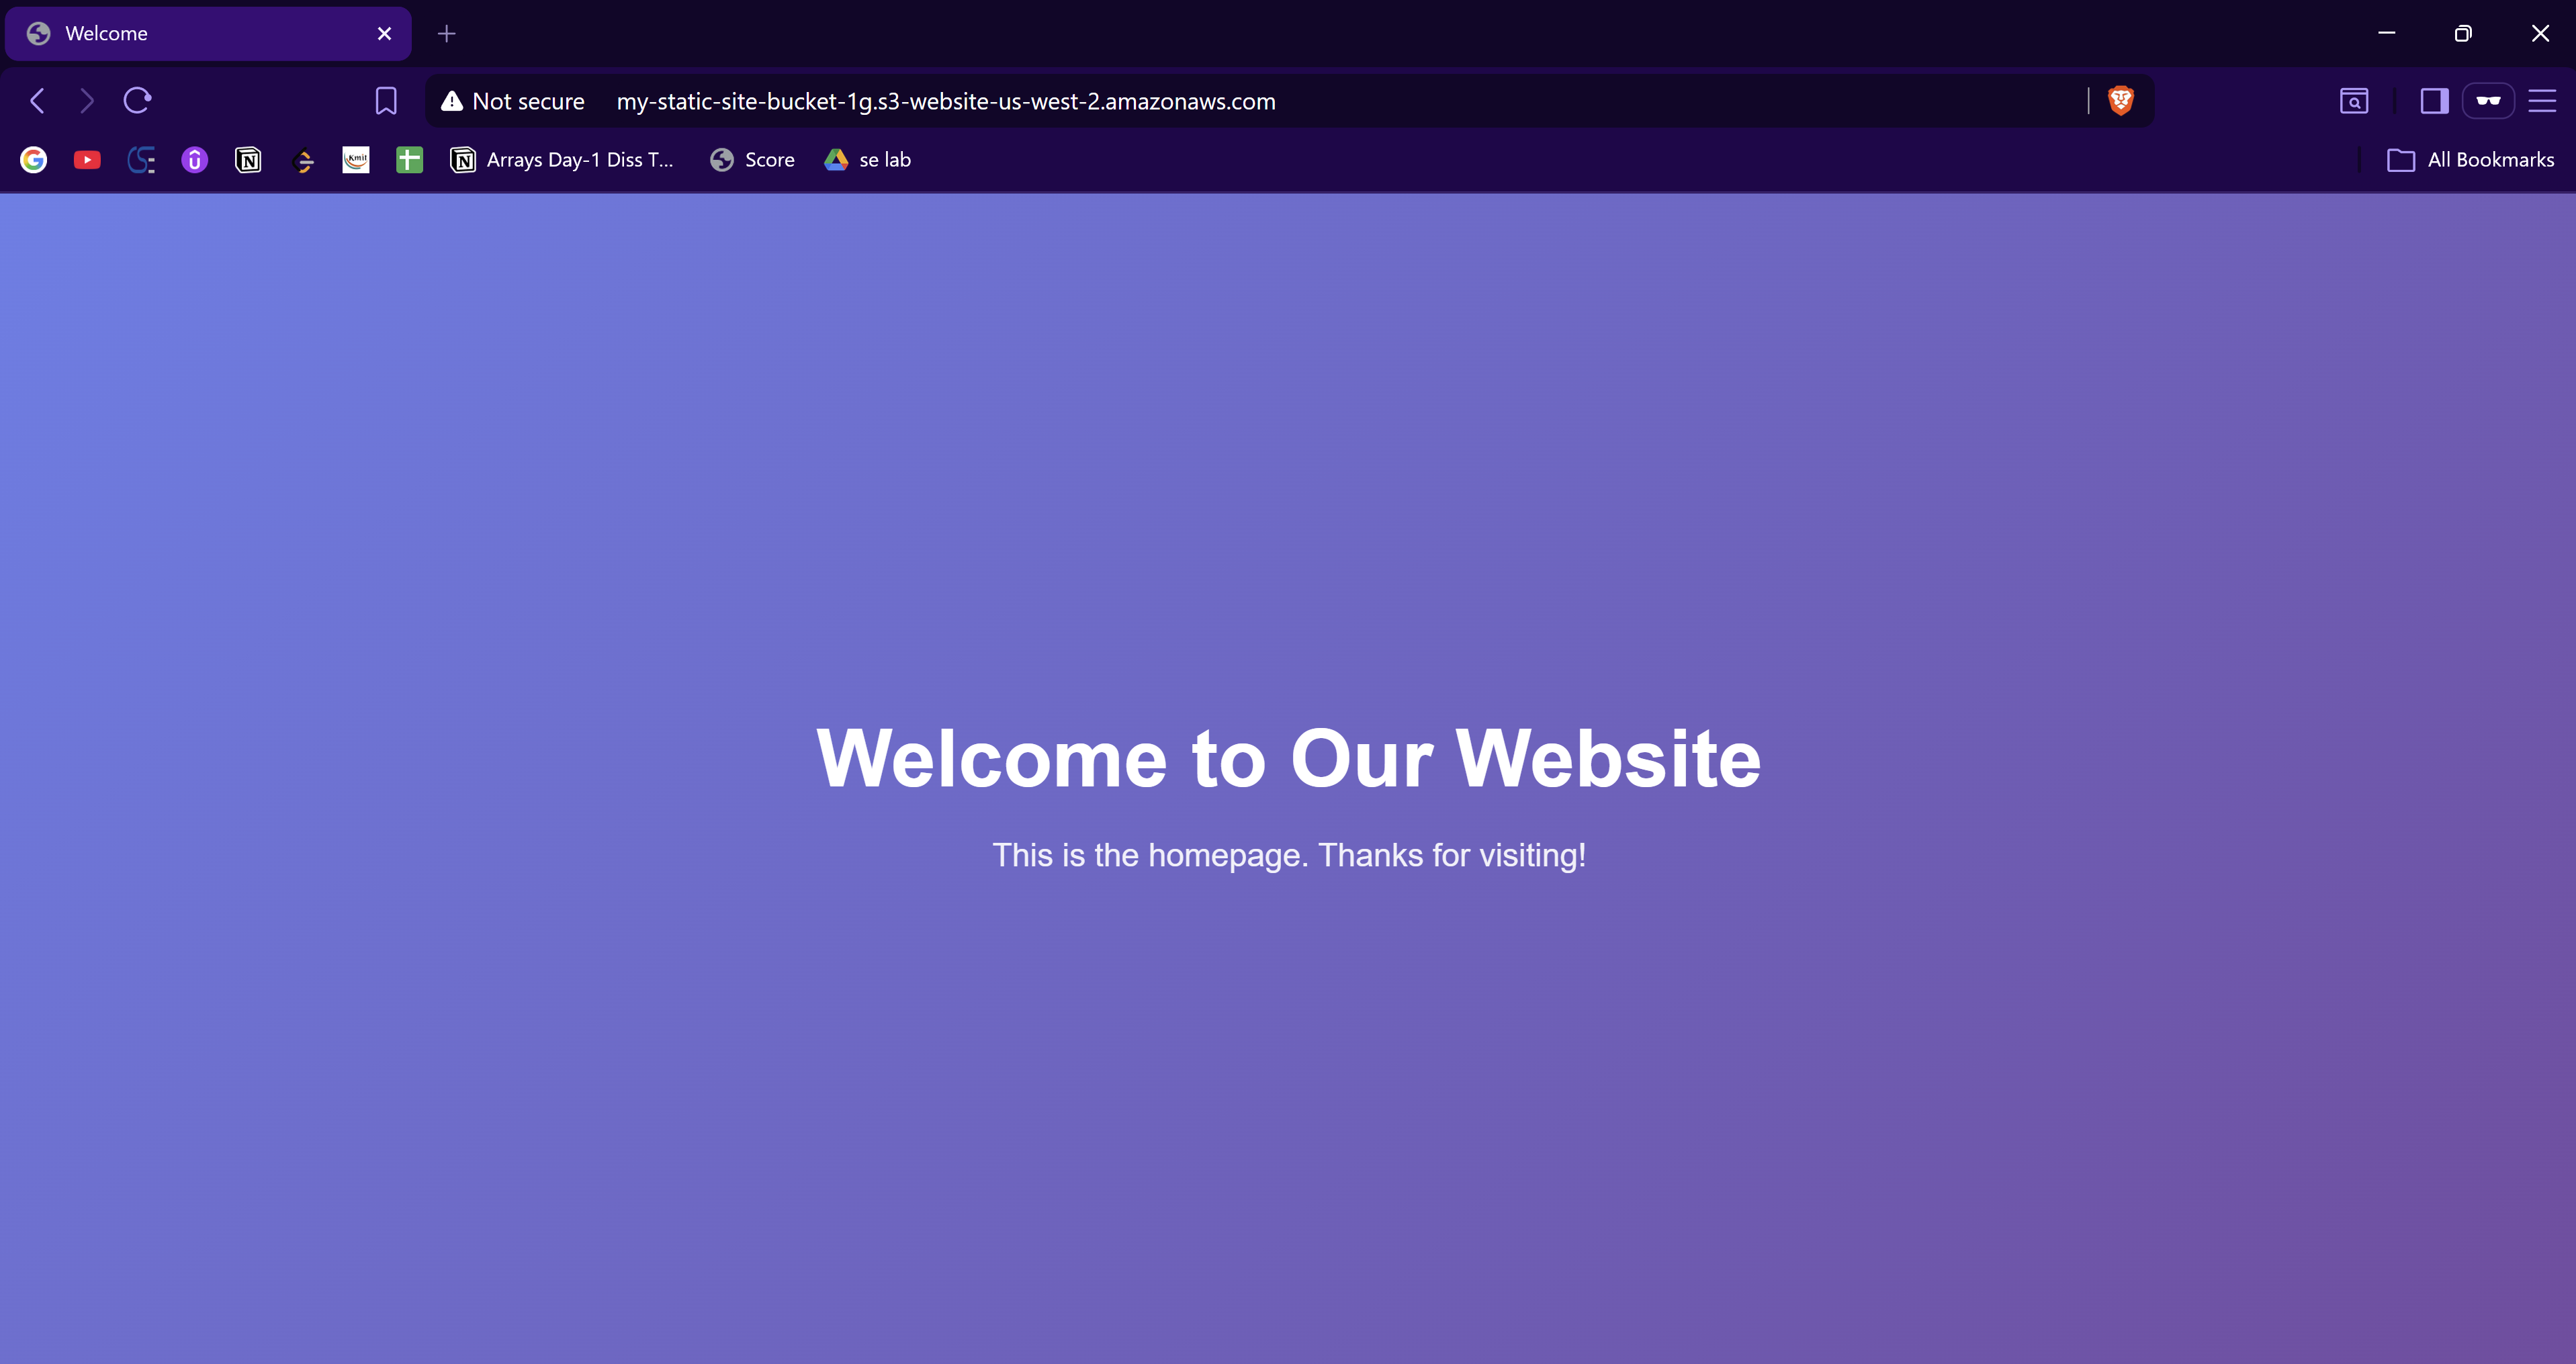 Welcome
Not secure my-static-site-bucket-1g.s3-website-us-west-2.amazonaws.com
Kmit Arrays Day-1 Diss T... Score se lab All Bookmarks
Welcome to Our Website
This is the homepage. Thanks for visiting!